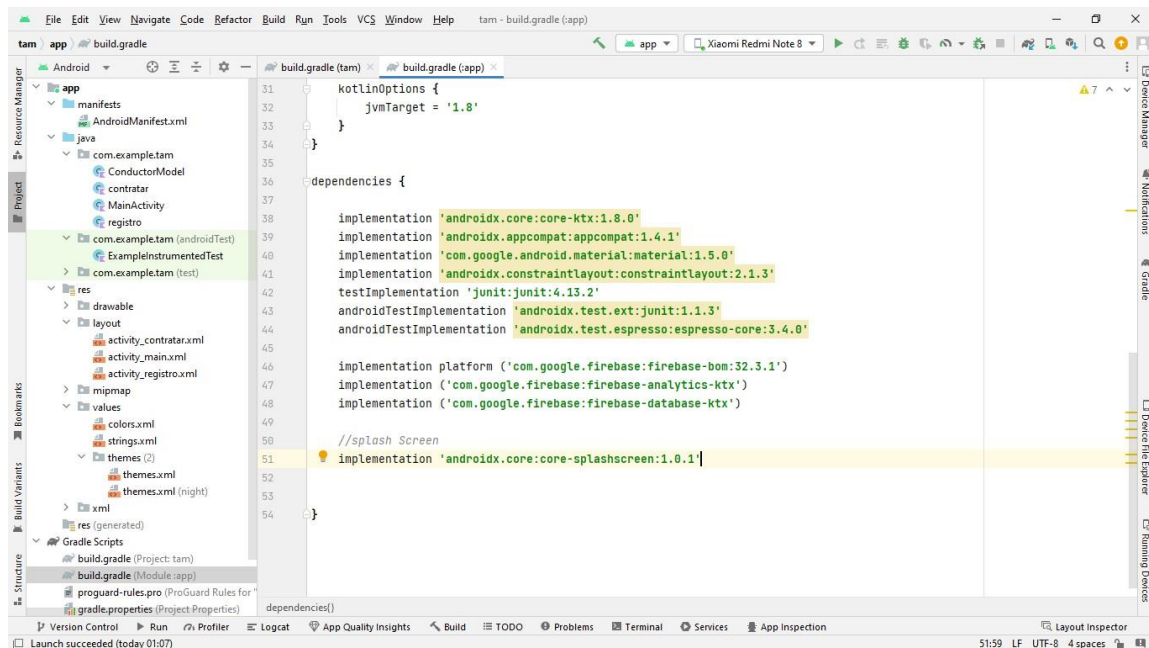 File Edit View Navigate Code Refactor Build Run Tools VCS Window Help tam - build.gradle (:app)
tam app build.gradle
app Xiaomi Redmi Note 8
Android
build.gradle (tam) build.gradle (:app)
Resource Manager
Project
Bookmarks
Build Variants
Structure
app
manifests
AndroidManifest.xml
java
com.example.tam
ConductorModel
contratar
MainActivity
registro
com.example.tam (androidTest)
ExampleInstrumentedTest
com.example.tam (test)
res
drawable
layout
activity_contratar.xml
activity_main.xml
activity_registro.xml
mipmap
values
colors.xml
strings.xml
themes (2)
themes.xml
themes.xml (night)
xml
res (generated)
Gradle Scripts
build.gradle (Project: tam)
build.gradle (Module :app)
proguard-rules.pro (ProGuard Rules for "
gradle.properties (Project Properties)
31 kotlinOptions {
32 jvmTarget = '1.8'
33 }
34 }
35
36 dependencies {
37
38 implementation 'androidx.core:core-ktx:1.8.0'
39 implementation 'androidx.appcompat:appcompat:1.4.1'
40 implementation 'com.google.android.material:material:1.5.0'
41 implementation 'androidx.constraintlayout:constraintlayout:2.1.3'
42 testImplementation 'junit:junit:4.13.2'
43 androidTestImplementation 'androidx.test.ext:junit:1.1.3'
44 androidTestImplementation 'androidx.test.espresso:espresso-core:3.4.0'
45
46 implementation platform ('com.google.firebase:firebase-bom:32.3.1')
47 implementation ('com.google.firebase:firebase-analytics-ktx')
48 implementation ('com.google.firebase:firebase-database-ktx')
49
50 //splash Screen
51 implementation 'androidx.core:core-splashscreen:1.0.1'
52
53
54 }
7
dependencies{}
Device Manager
Notifications
Gradle
Device File Explorer
Running Devices
Version Control Run Profiler Logcat App Quality Insights Build TODO Problems Terminal Services App Inspection Layout Inspector
Launch succeeded (today 01:07) 51:59 LF UTF-8 4 spaces